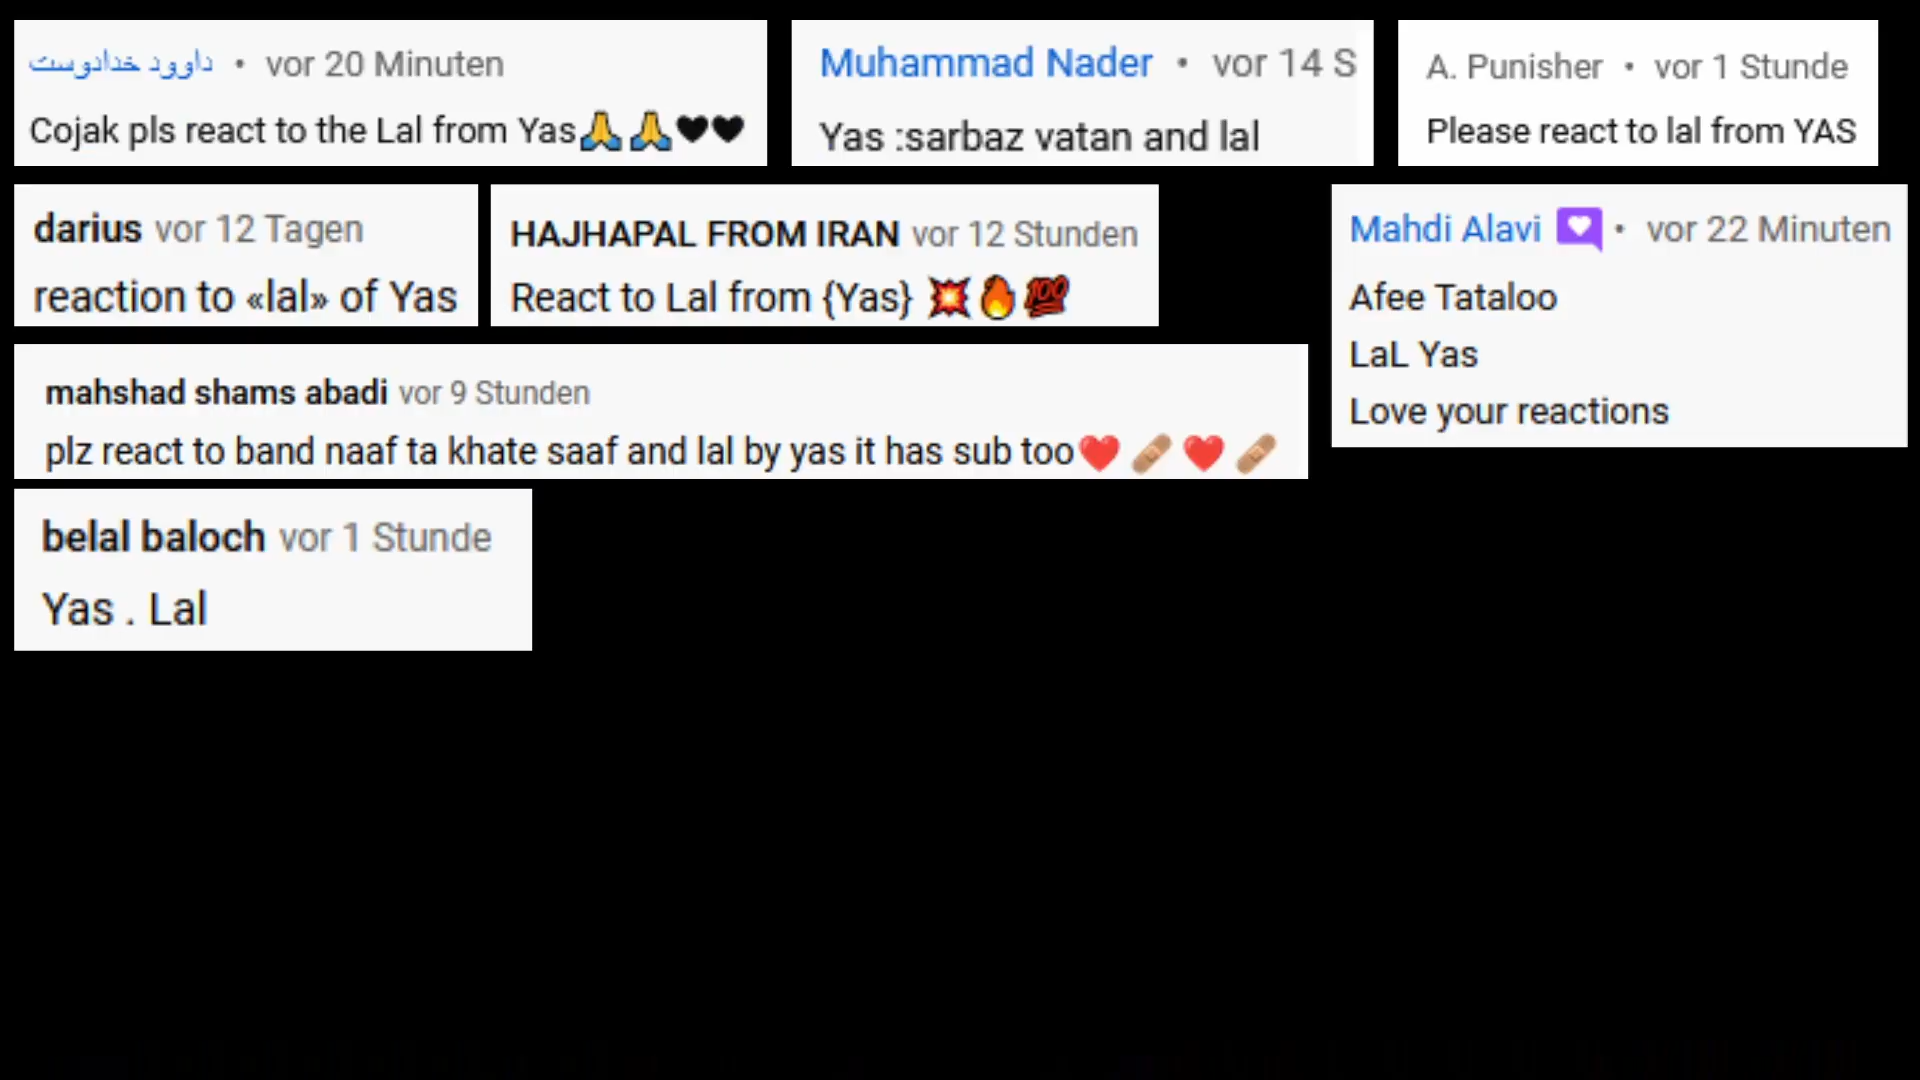 داوود خدادوست • vor 20 Minuten
Cojak pls react to the Lal from Yas🙏🙏🖤🖤
Muhammad Nader • vor 14 S
Yas :sarbaz vatan and lal
A. Punisher • vor 1 Stunde
Please react to lal from YAS
darius vor 12 Tagen
reaction to «lal» of Yas
HAJHAPAL FROM IRAN vor 12 Stunden
React to Lal from {Yas} 💥🔥💯
Mahdi Alavi • vor 22 Minuten
Afee Tataloo
LaL Yas
Love your reactions
mahshad shams abadi vor 9 Stunden
plz react to band naaf ta khate saaf and lal by yas it has sub too❤️🩹❤️🩹
belal baloch vor 1 Stunde
Yas . Lal